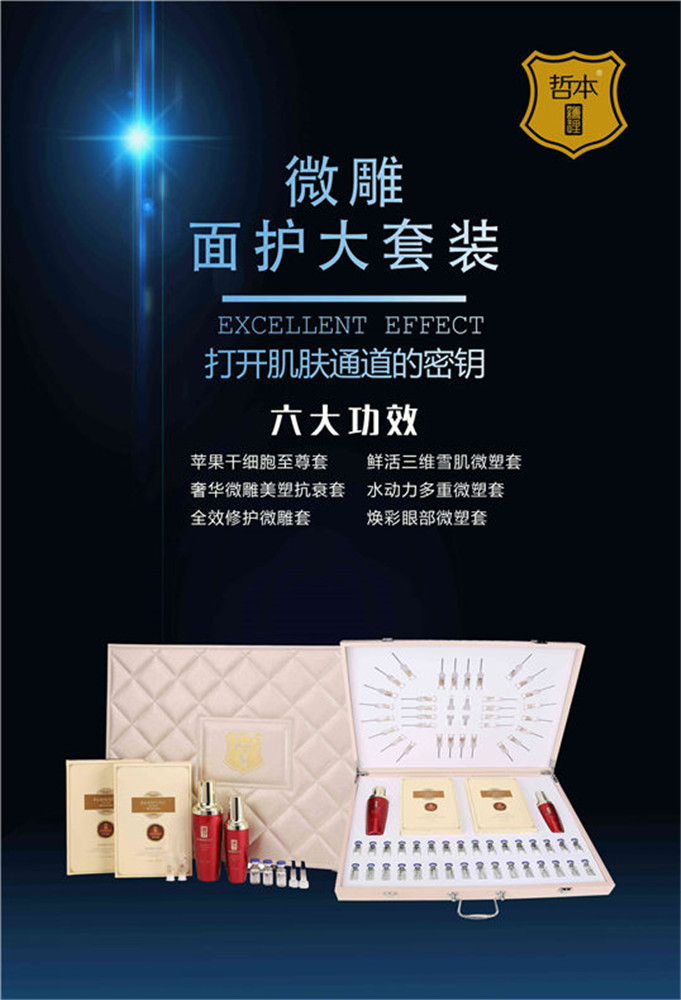 哲本
微雕
面护大套装
EXCELLENT EFFECT
打开肌肤通道的密钥
六大功效
苹果干细胞至尊套 鲜活三维雪肌微塑套
奢华微雕美塑抗衰套 水动力多重微塑套
全效修护微雕套 焕彩眼部微塑套